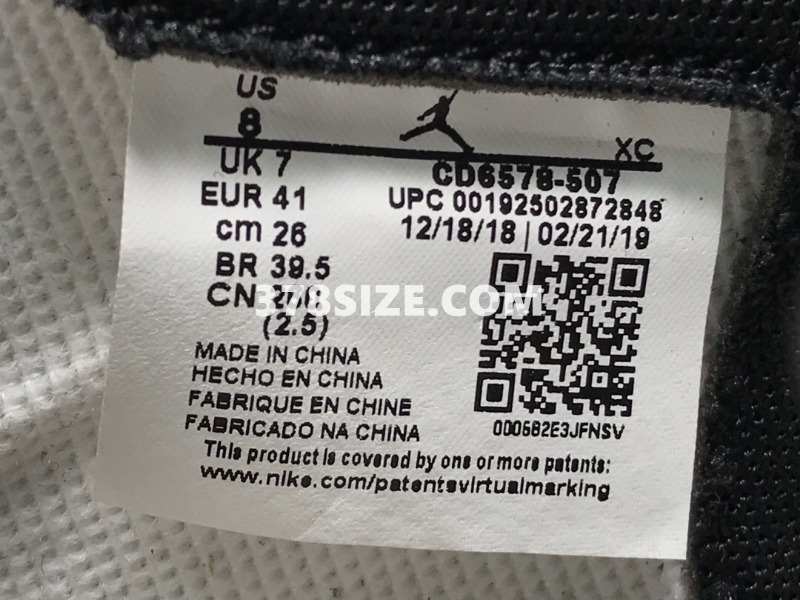 US
8
XC
UK 7
CD6578-507
EUR 41
UPC 00192502872848
cm 26
12/18/18 | 02/21/19
BR 39.5
CN
378SIZE.COM
(2.5)
MADE IN CHINA
HECHO EN CHINA
FABRIQUE EN CHINE
FABRICADO NA CHINA
000682E3JFNSV
This product is covered by one or more patents:
www.nike.com/patentsvirtualmarking